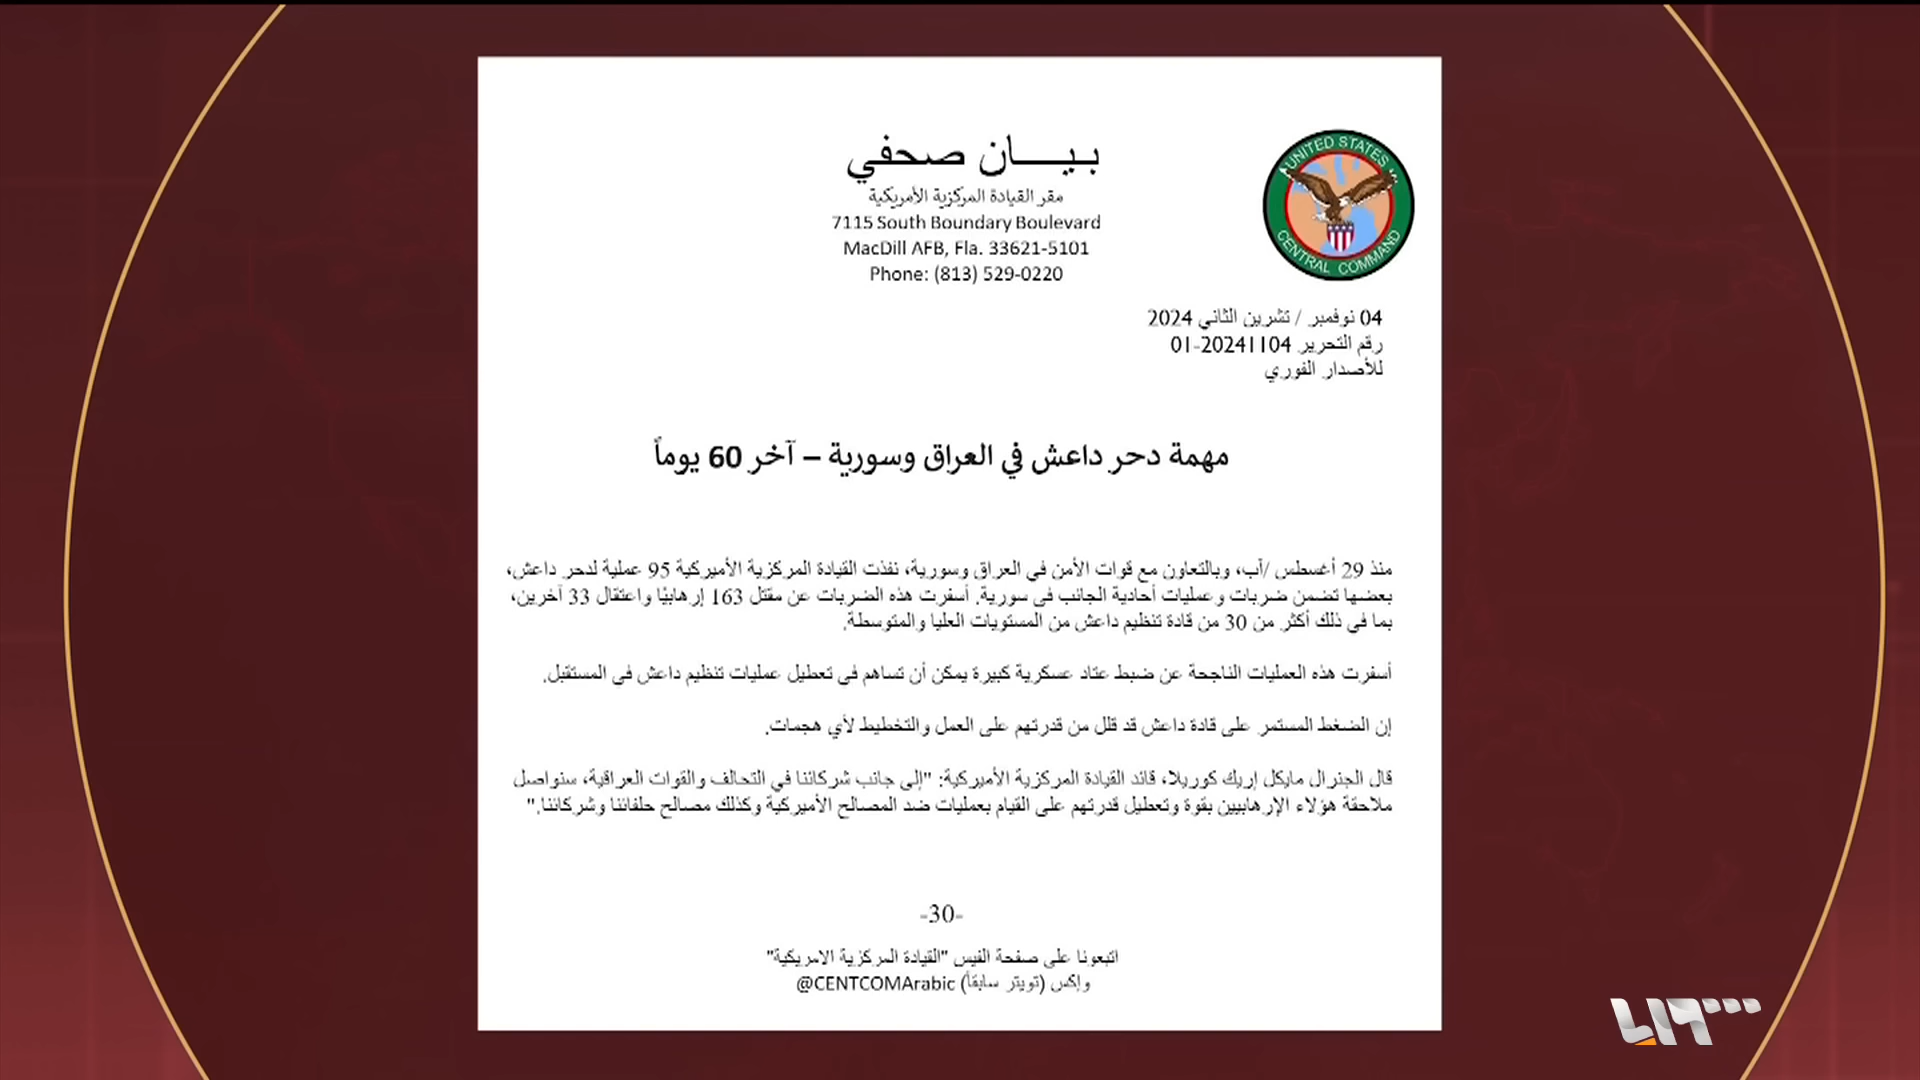 بيـــان صحفي
مقر القيادة المركزية الأمريكية
7115 South Boundary Boulevard
MacDill AFB, Fla. 33621-5101
Phone: (813) 529-0220
UNITED STATES
CENTRAL COMMAND
04 نوفمبر / تشرين الثاني 2024
رقم التحرير 20241104-01
للأصدار الفوري
مهمة دحر داعش في العراق وسورية – آخر 60 يوماً
منذ 29 أغسطس /آب، وبالتعاون مع قوات الأمن في العراق وسورية، نفذت القيادة المركزية الأميركية 95 عملية لدحر داعش،
بعضها تضمن ضربات وعمليات أحادية الجانب في سورية. أسفرت هذه الضربات عن مقتل 163 إرهابيًا واعتقال 33 آخرين،
بما في ذلك أكثر من 30 من قادة تنظيم داعش من المستويات العليا والمتوسطة.
أسفرت هذه العمليات الناجحة عن ضبط عتاد عسكرية كبيرة يمكن أن تساهم في تعطيل عمليات تنظيم داعش في المستقبل.
إن الضغط المستمر على قادة داعش قد قلل من قدرتهم على العمل والتخطيط لأي هجمات.
قال الجنرال مايكل إريك كوريلا، قائد القيادة المركزية الأميركية: "إلى جانب شركائنا في التحالف والقوات العراقية، سنواصل
ملاحقة هؤلاء الإرهابيين بقوة وتعطيل قدرتهم على القيام بعمليات ضد المصالح الأميركية وكذلك مصالح حلفائنا وشركائنا."
-30-
اتبعونا على صفحة الفيس "القيادة المركزية الامريكية"
وإكس (تويتر سابقاً) @CENTCOMArabic